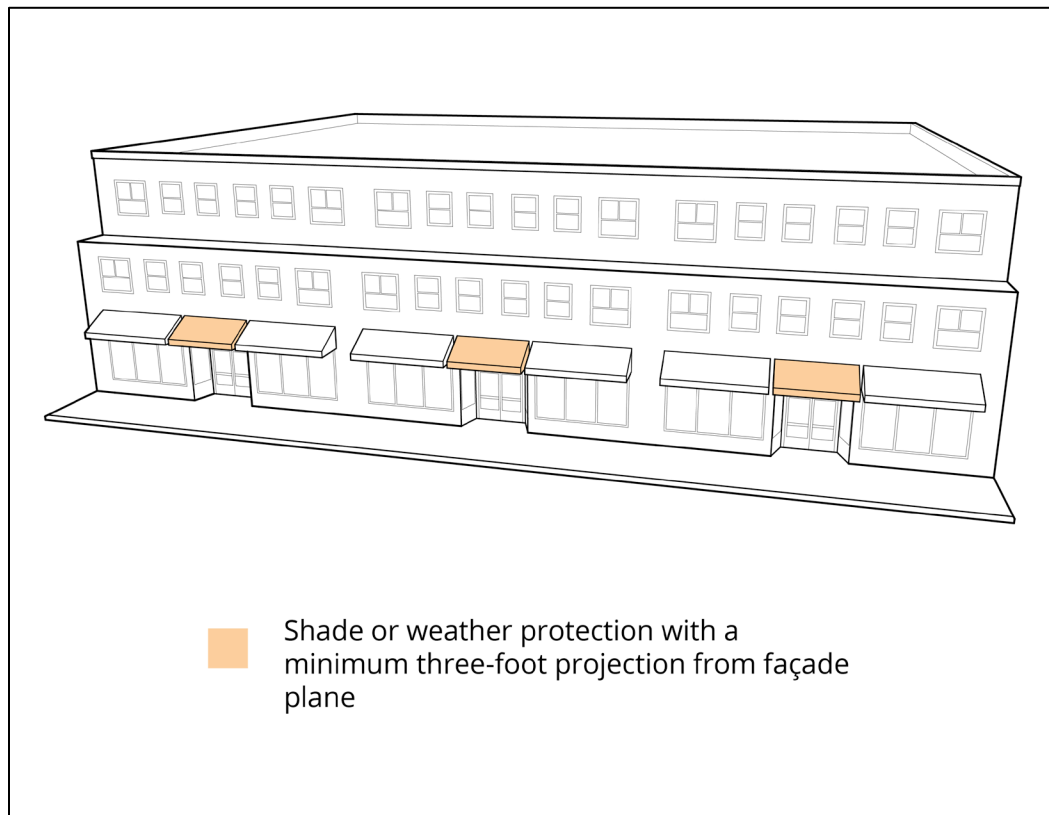 Shade or weather protection with a
minimum three-foot projection from façade
plane